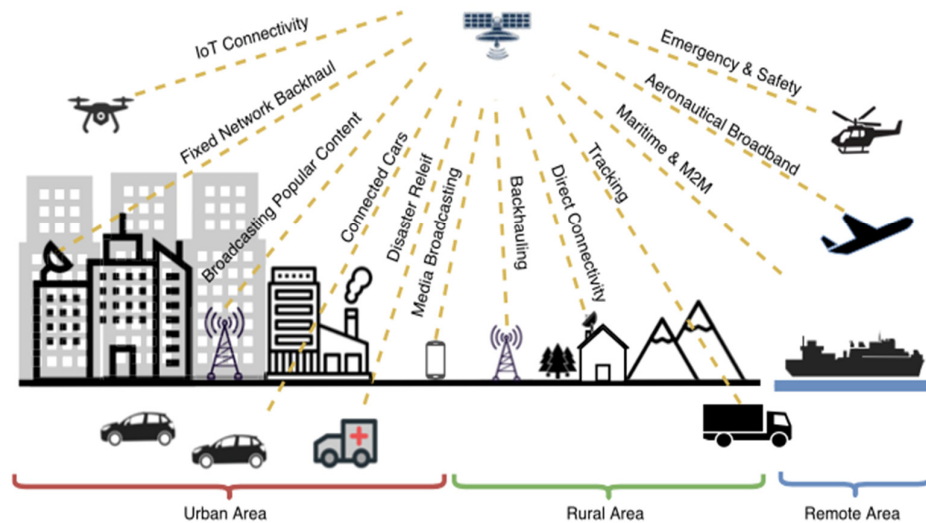 IoT Connectivity
Fixed Network Backhaul
Broadcasting Popular Content
Connected Cars
Disaster Releif
Media Broadcasting
Backhauling
Direct Connectivity
Tracking
Maritime & M2M
Aeronautical Broadband
Emergency & Safety
Urban Area
Rural Area
Remote Area